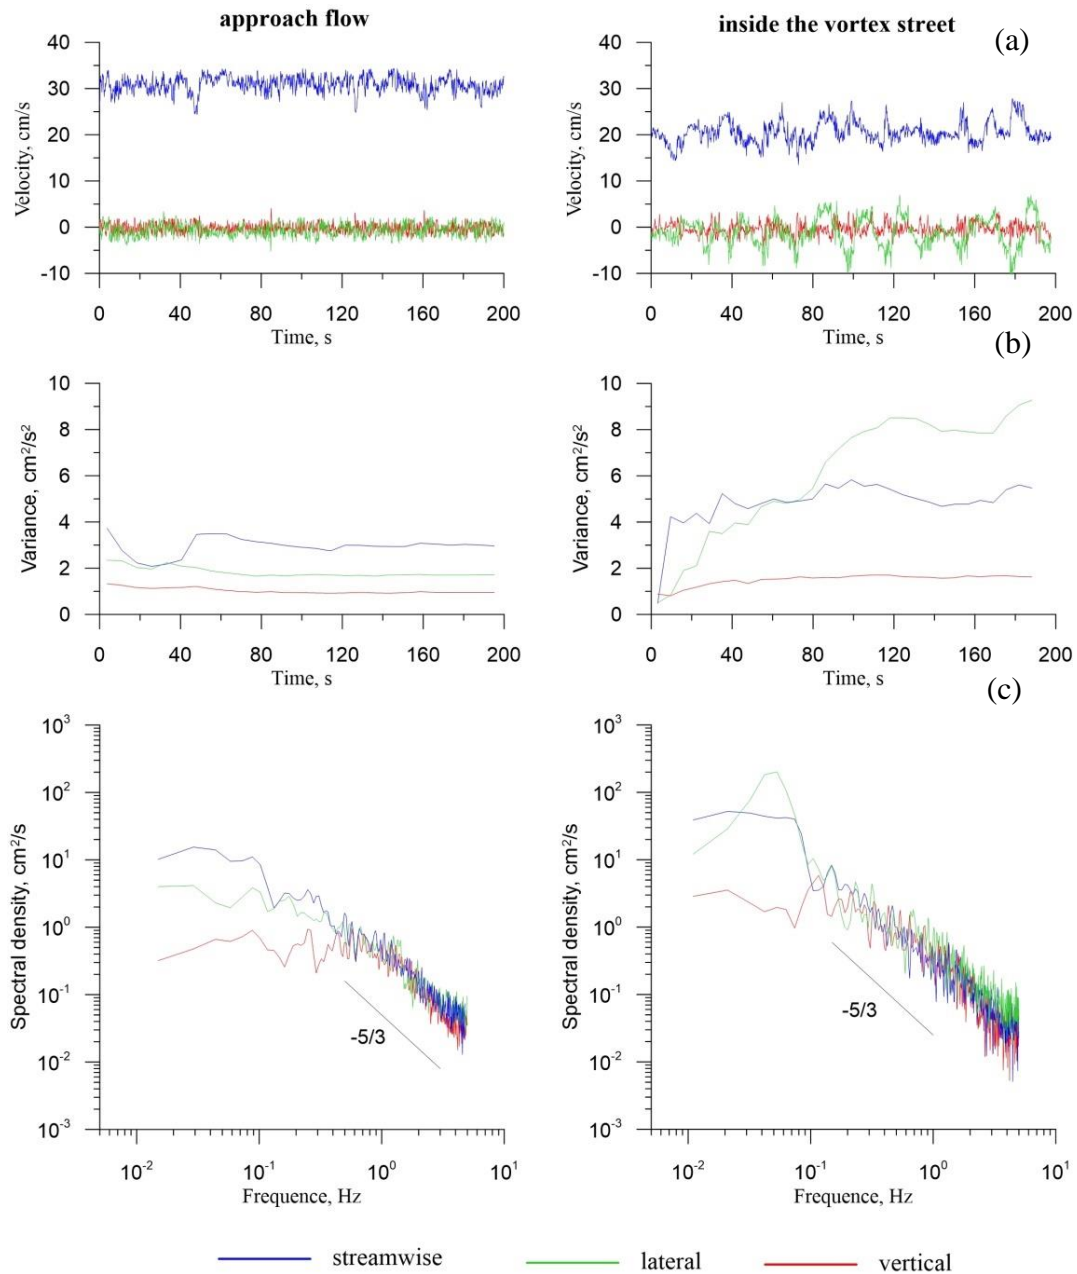 approach flow
inside the vortex street
(a)
40
30
20
10
0
-10
Velocity, cm/s
0 40 80 120 160 200
Time, s
40
30
20
10
0
-10
Velocity, cm/s
0 40 80 120 160 200
Time, s
(b)
10
8
6
4
2
0
Variance, cm²/s²
0 40 80 120 160 200
Time, s
10
8
6
4
2
0
Variance, cm²/s²
0 40 80 120 160 200
Time, s
(c)
10³
10²
10¹
10⁰
10⁻¹
10⁻²
10⁻³
Spectral density, cm²/s
-5/3
10⁻² 10⁻¹ 10⁰ 10¹
Frequence, Hz
10³
10²
10¹
10⁰
10⁻¹
10⁻²
10⁻³
Spectral density, cm²/s
-5/3
10⁻² 10⁻¹ 10⁰ 10¹
Frequence, Hz
streamwise lateral vertical